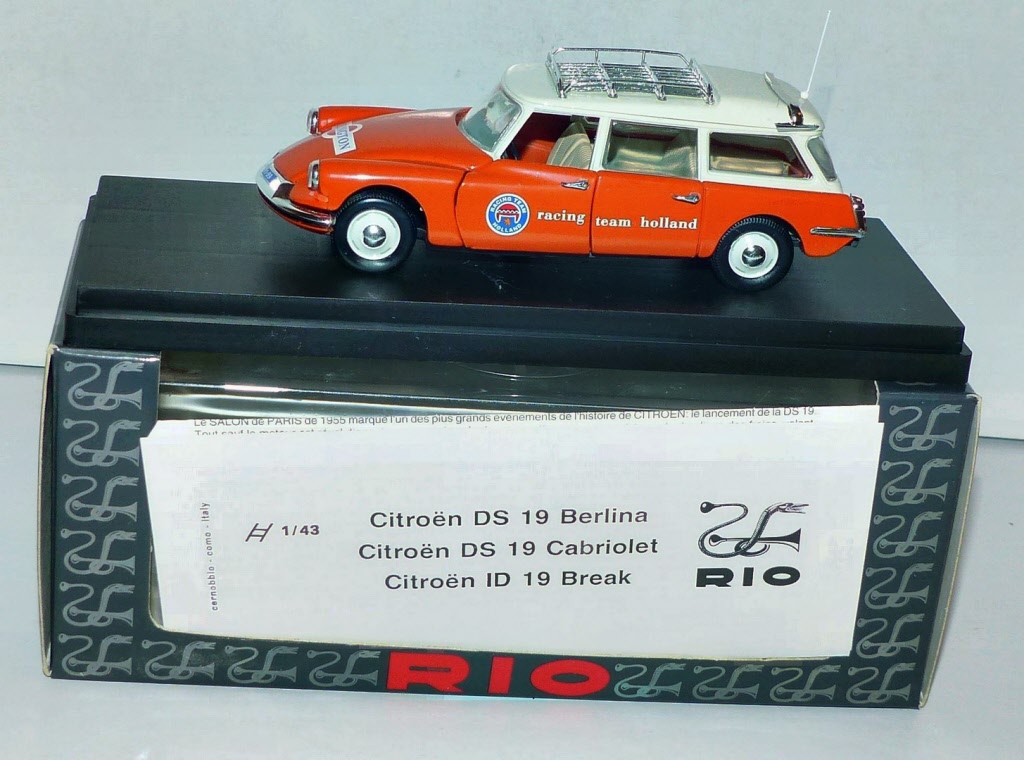 RACING TEAM
HOLLAND
racing team holland
Le SALON de PARIS de 1955 marque l'un des plus grands événements de l'histoire de CITROËN: le lancement de la DS 19.
cernobbio - como - italy
1/43
Citroën DS 19 Berlina
Citroën DS 19 Cabriolet
Citroën ID 19 Break
RIO
RIO